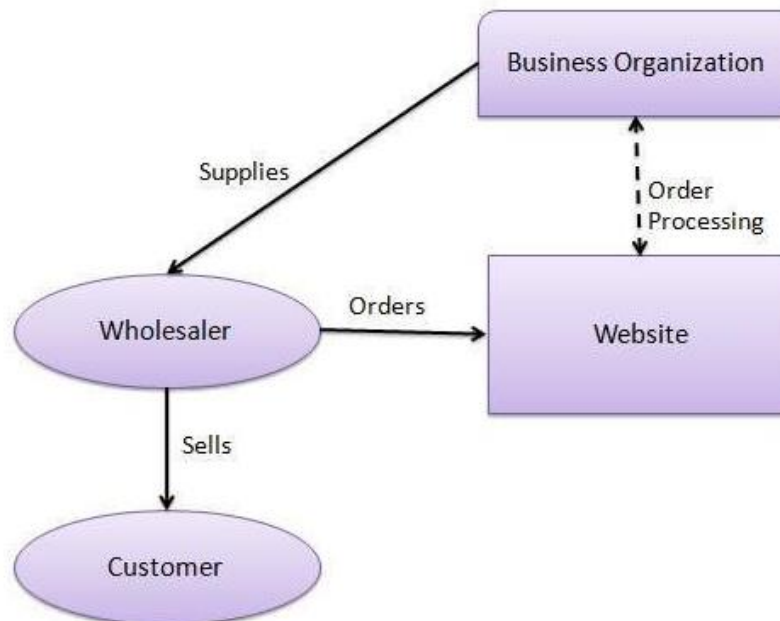 Business Organization
Supplies
Order
Processing
Wholesaler
Orders
Website
Sells
Customer